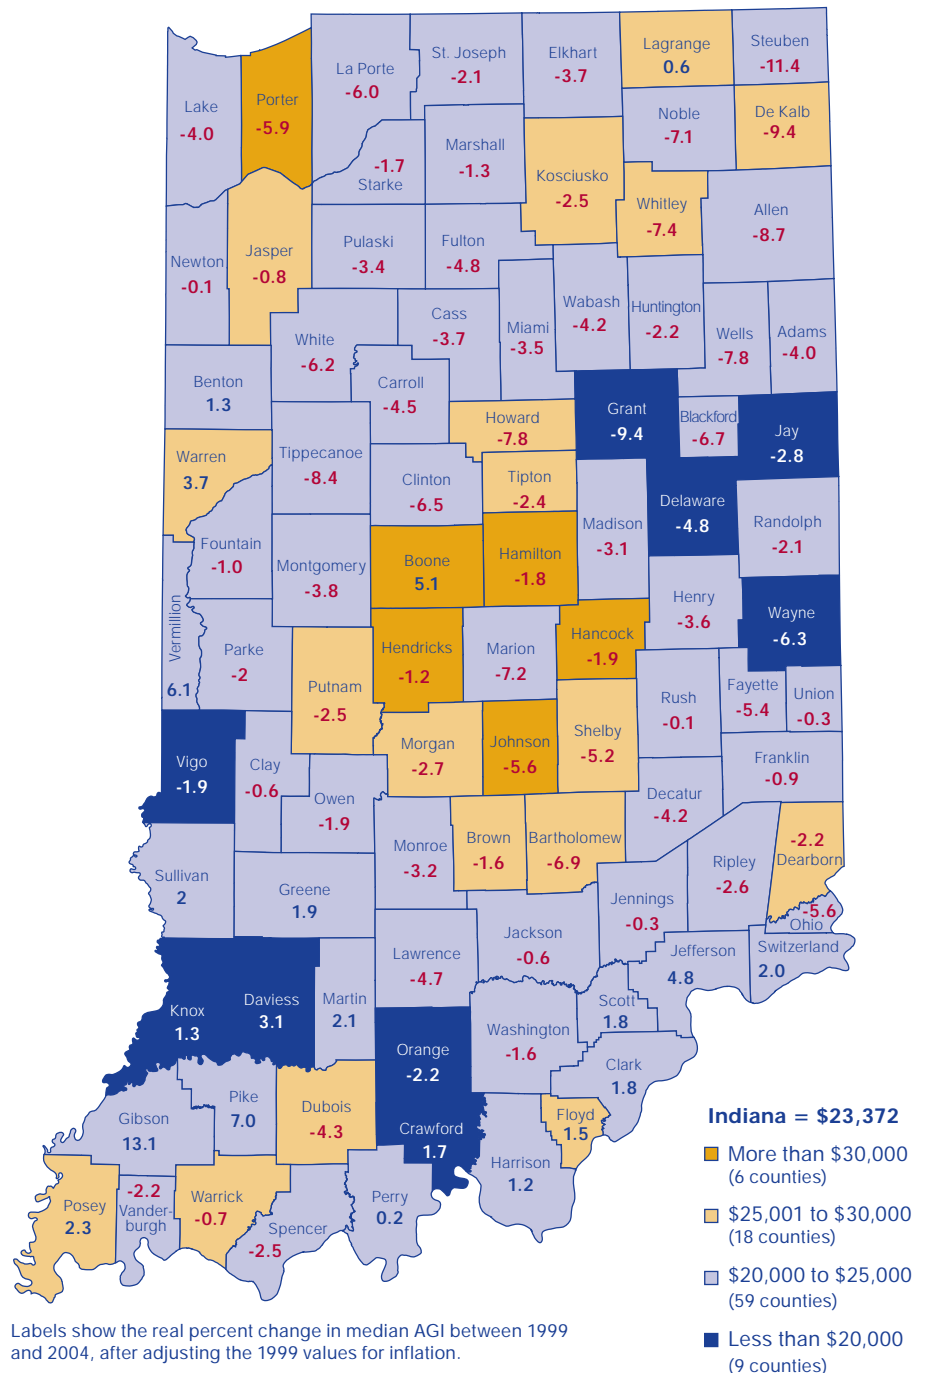 Lagrange
0.6
Steuben
-11.4
St. Joseph
-2.1
Elkhart
-3.7
La Porte
-6.0
Porter
-5.9
Lake
-4.0
Noble
-7.1
De Kalb
-9.4
Marshall
-1.3
-1.7
Starke
Kosciusko
-2.5
Whitley
-7.4
Allen
-8.7
Newton
-0.1
Jasper
-0.8
Pulaski
-3.4
Fulton
-4.8
White
-6.2
Cass
-3.7
Miami
-3.5
Wabash
-4.2
Huntington
-2.2
Wells
-7.8
Adams
-4.0
Benton
1.3
Carroll
-4.5
Howard
-7.8
Grant
-9.4
Blackford
-6.7
Jay
-2.8
Warren
3.7
Tippecanoe
-8.4
Clinton
-6.5
Tipton
-2.4
Madison
-3.1
Delaware
-4.8
Randolph
-2.1
Fountain
-1.0
Montgomery
-3.8
Boone
5.1
Hamilton
-1.8
Henry
-3.6
Wayne
-6.3
Vermillion
6.1
Parke
-2
Putnam
-2.5
Hendricks
-1.2
Marion
-7.2
Hancock
-1.9
Rush
-0.1
Fayette
-5.4
Union
-0.3
Vigo
-1.9
Clay
-0.6
Owen
-1.9
Morgan
-2.7
Johnson
-5.6
Shelby
-5.2
Decatur
-4.2
Franklin
-0.9
Sullivan
2
Greene
1.9
Monroe
-3.2
Brown
-1.6
Bartholomew
-6.9
Jennings
-0.3
Ripley
-2.6
-2.2
Dearborn
-5.6
Ohio
Knox
1.3
Daviess
3.1
Martin
2.1
Lawrence
-4.7
Jackson
-0.6
Jefferson
4.8
Switzerland
2.0
Scott
1.8
Orange
-2.2
Washington
-1.6
Clark
1.8
Gibson
13.1
Pike
7.0
Dubois
-4.3
Crawford
1.7
Floyd
1.5
Harrison
1.2
Posey
2.3
-2.2
Vander-
burgh
Warrick
-0.7
Spencer
-2.5
Perry
0.2
Indiana = $23,372
More than $30,000
(6 counties)
$25,001 to $30,000
(18 counties)
$20,000 to $25,000
(59 counties)
Less than $20,000
(9 counties)
Labels show the real percent change in median AGI between 1999
and 2004, after adjusting the 1999 values for inflation.